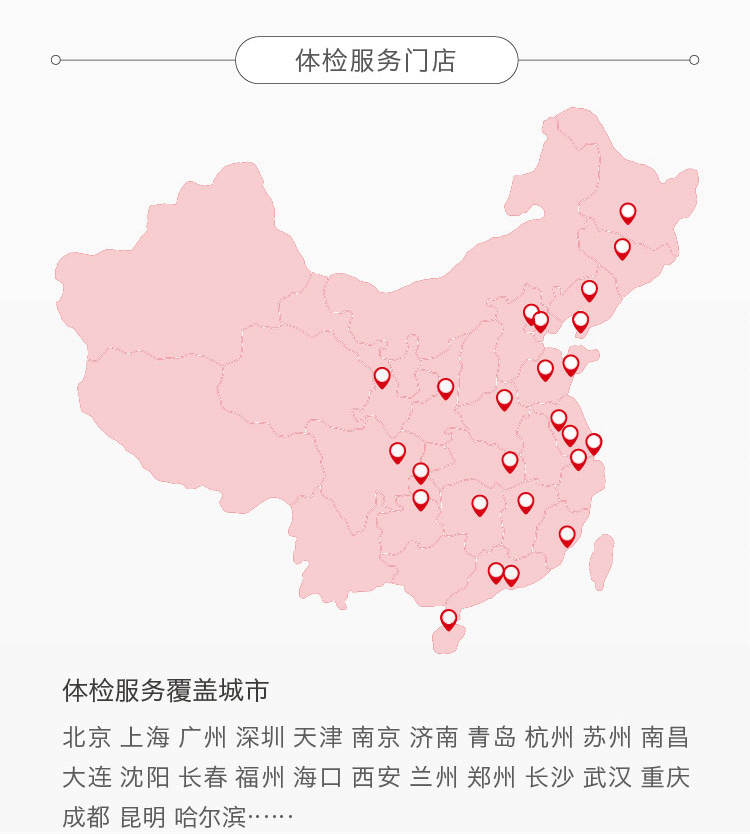 体检服务门店
体检服务覆盖城市
北京 上海 广州 深圳 天津 南京 济南 青岛 杭州 苏州 南昌
大连 沈阳 长春 福州 海口 西安 兰州 郑州 长沙 武汉 重庆
成都 昆明 哈尔滨……